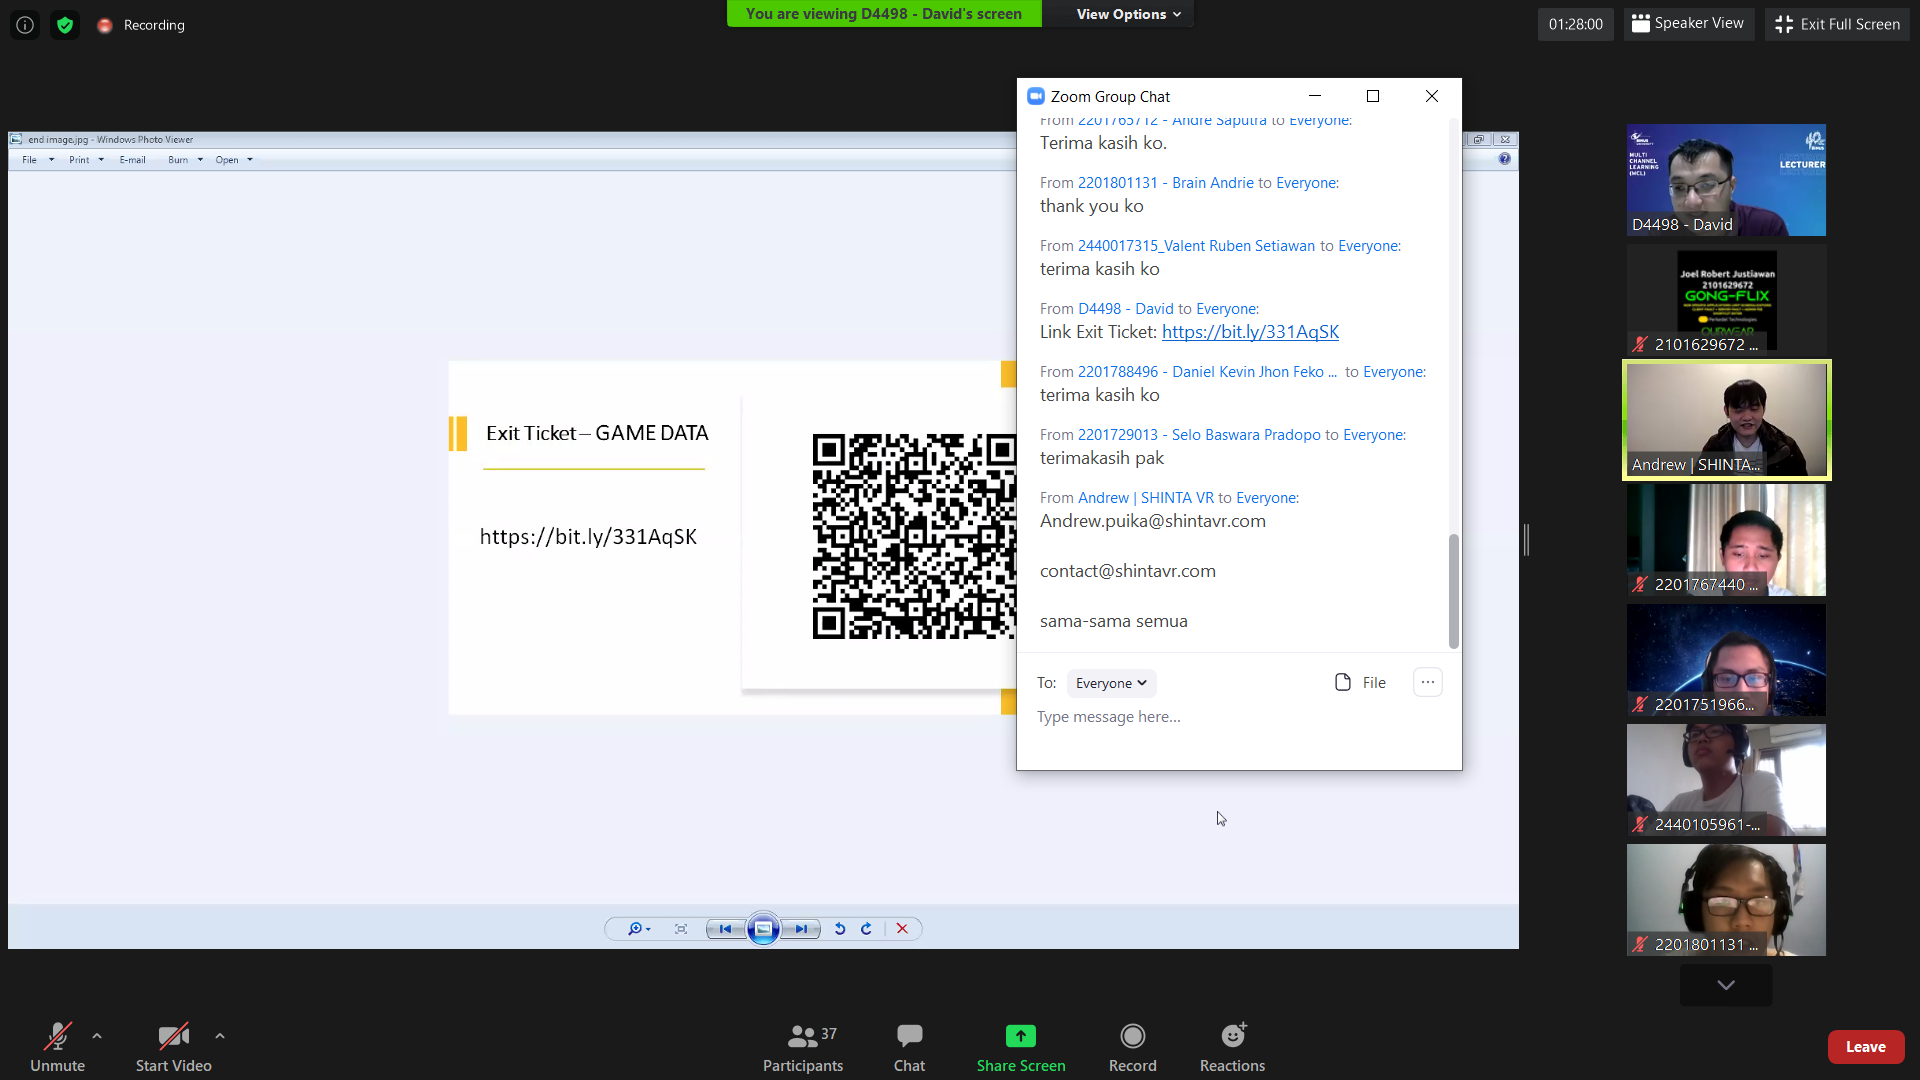 Recording
You are viewing D4498 - David's screen
View Options
01:28:00
Speaker View
Exit Full Screen
end image.jpg - Windows Photo Viewer
File
Print
E-mail
Burn
Open
Exit Ticket – GAME DATA
https://bit.ly/331AqSK
Zoom Group Chat
From 2201765712 - Andre Saputra to Everyone:
Terima kasih ko.
From 2201801131 - Brain Andrie to Everyone:
thank you ko
From 2440017315_Valent Ruben Setiawan to Everyone:
terima kasih ko
From D4498 - David to Everyone:
Link Exit Ticket: https://bit.ly/331AqSK
From 2201788496 - Daniel Kevin Jhon Feko ... to Everyone:
terima kasih ko
From 2201729013 - Selo Baswara Pradopo to Everyone:
terimakasih pak
From Andrew | SHINTA VR to Everyone:
Andrew.puika@shintavr.com
contact@shintavr.com
sama-sama semua
To: Everyone
File
Type message here...
MULTI
CHANNEL
LEARNING
(MCL)
LECTURER
D4498 - David
Joel Robert Justiawan
2101629672
GONG-FLIX
2101629672 ...
Andrew | SHINTA...
2201767440 ...
2201751966...
2440105961-...
2201801131 ...
Unmute
Start Video
37
Participants
Chat
Share Screen
Record
Reactions
Leave